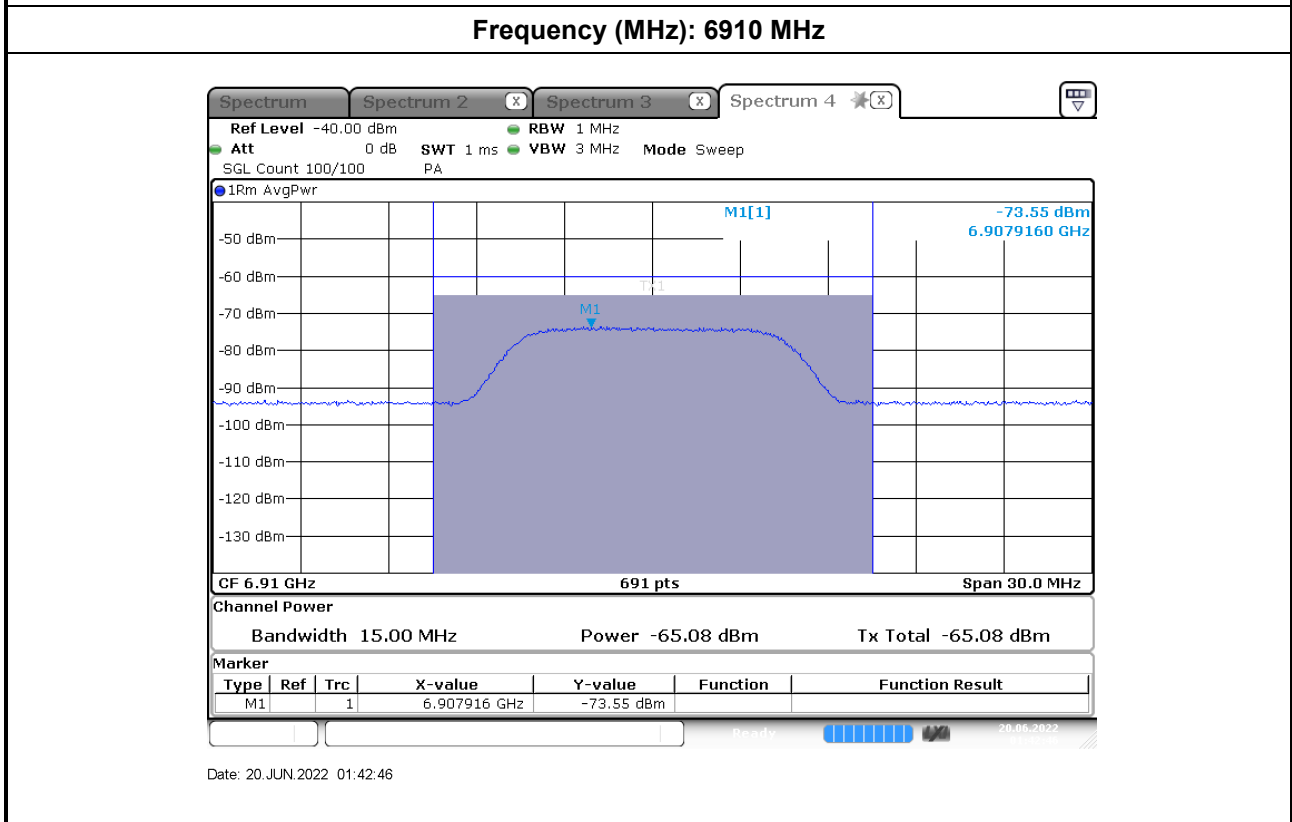 Frequency (MHz): 6910 MHz
Spectrum Spectrum 2 X Spectrum 3 X Spectrum 4 X
Ref Level -40.00 dBm RBW 1 MHz
Att 0 dB SWT 1 ms VBW 3 MHz Mode Sweep
SGL Count 100/100 PA
1Rm AvgPwr
M1[1] -73.55 dBm
6.9079160 GHz
-50 dBm
-60 dBm
TX1
M1
-70 dBm
-80 dBm
-90 dBm
-100 dBm
-110 dBm
-120 dBm
-130 dBm
CF 6.91 GHz 691 pts Span 30.0 MHz
Channel Power
Bandwidth 15.00 MHz Power -65.08 dBm Tx Total -65.08 dBm
Marker
Type Ref Trc X-value Y-value Function Function Result
M1 1 6.907916 GHz -73.55 dBm
Ready 20.06.2022
Date: 20.JUN.2022 01:42:46